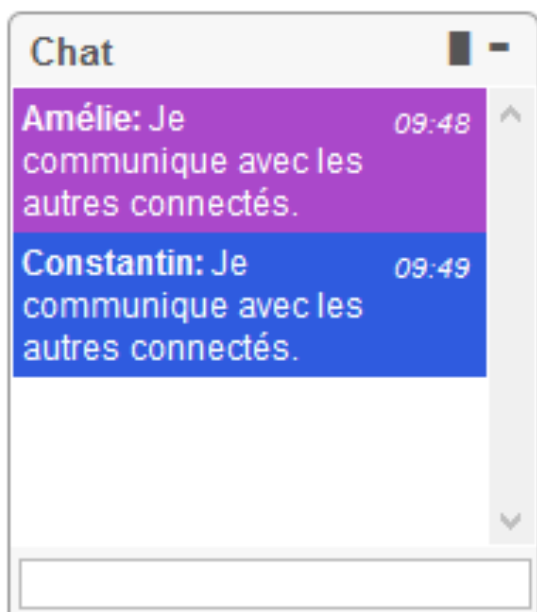 Chat
Amélie: Je 09:48
communique avec les
autres connectés.
Constantin: Je 09:49
communique avec les
autres connectés.